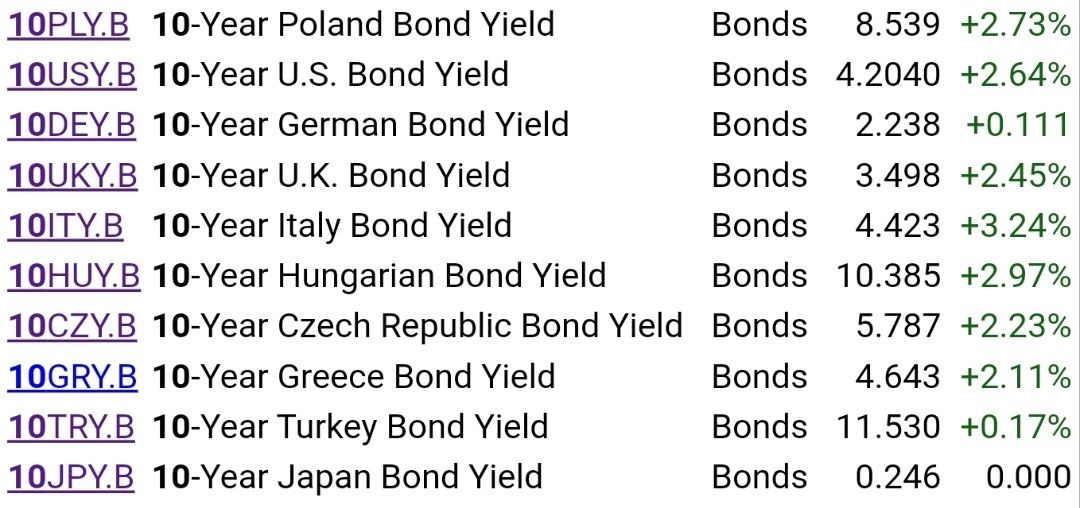 10PLY.B 10-Year Poland Bond Yield Bonds 8.539 +2.73%
10USY.B 10-Year U.S. Bond Yield Bonds 4.2040 +2.64%
10DEY.B 10-Year German Bond Yield Bonds 2.238 +0.111
10UKY.B 10-Year U.K. Bond Yield Bonds 3.498 +2.45%
10ITY.B 10-Year Italy Bond Yield Bonds 4.423 +3.24%
10HUY.B 10-Year Hungarian Bond Yield Bonds 10.385 +2.97%
10CZY.B 10-Year Czech Republic Bond Yield Bonds 5.787 +2.23%
10GRY.B 10-Year Greece Bond Yield Bonds 4.643 +2.11%
10TRY.B 10-Year Turkey Bond Yield Bonds 11.530 +0.17%
10JPY.B 10-Year Japan Bond Yield Bonds 0.246 0.000